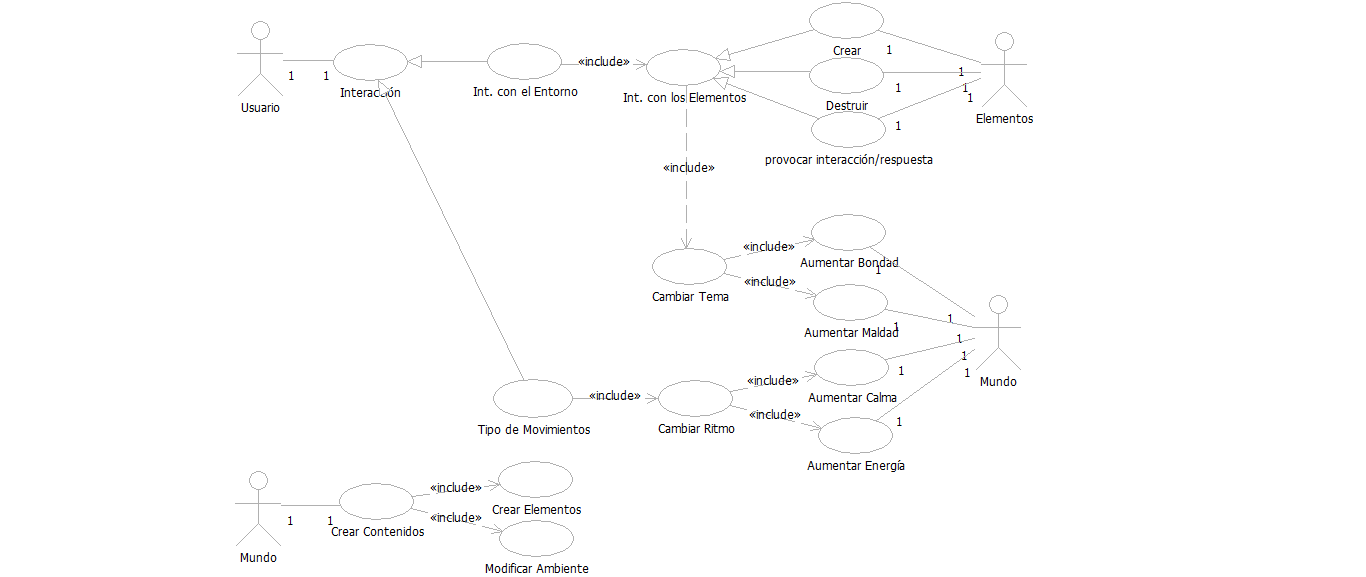 Crear
1
1
1
Usuario
Interacción
Int. con el Entorno
«include»
Int. con los Elementos
1
1
Destruir
1
1
1
Elementos
provocar interacción/respuesta
«include»
«include»
Aumentar Bondad
1
Cambiar Tema
«include»
Aumentar Maldad
1
1
1
1
1
Mundo
«include»
Aumentar Calma
1
Tipo de Movimientos
«include»
Cambiar Ritmo
«include»
Aumentar Energía
1
Mundo
1
1
Crear Contenidos
«include»
Crear Elementos
«include»
Modificar Ambiente